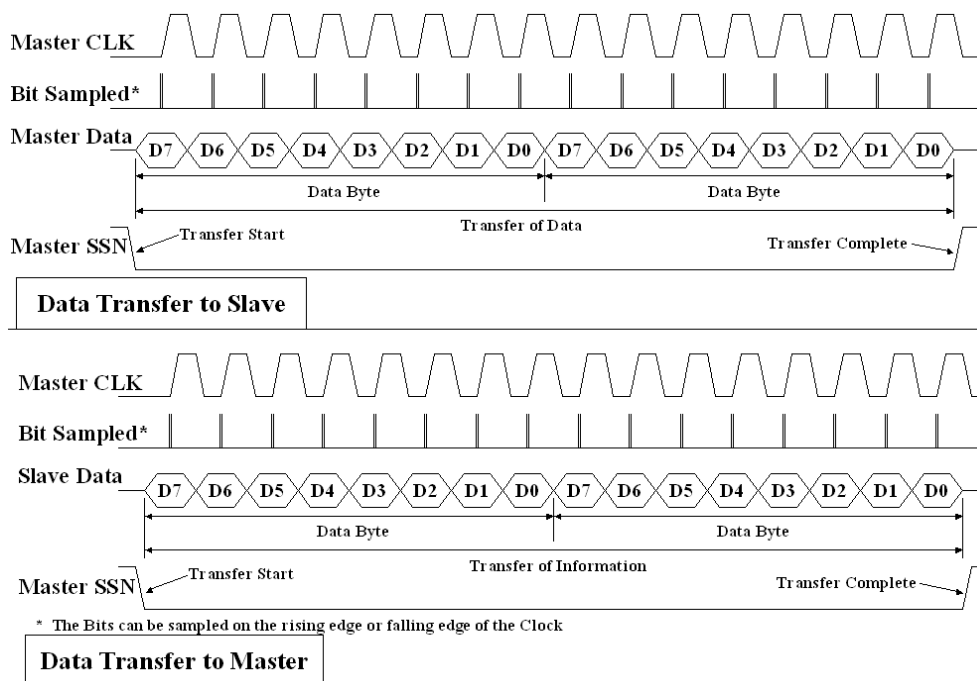 Master CLK
Bit Sampled*
Master Data
D7 D6 D5 D4 D3 D2 D1 D0 D7 D6 D5 D4 D3 D2 D1 D0
Data Byte Data Byte
Transfer of Data
Master SSN
Transfer Start
Transfer Complete
Data Transfer to Slave
Master CLK
Bit Sampled*
Slave Data
D7 D6 D5 D4 D3 D2 D1 D0 D7 D6 D5 D4 D3 D2 D1 D0
Data Byte Data Byte
Transfer of Information
Master SSN
Transfer Start
Transfer Complete
* The Bits can be sampled on the rising edge or falling edge of the Clock
Data Transfer to Master